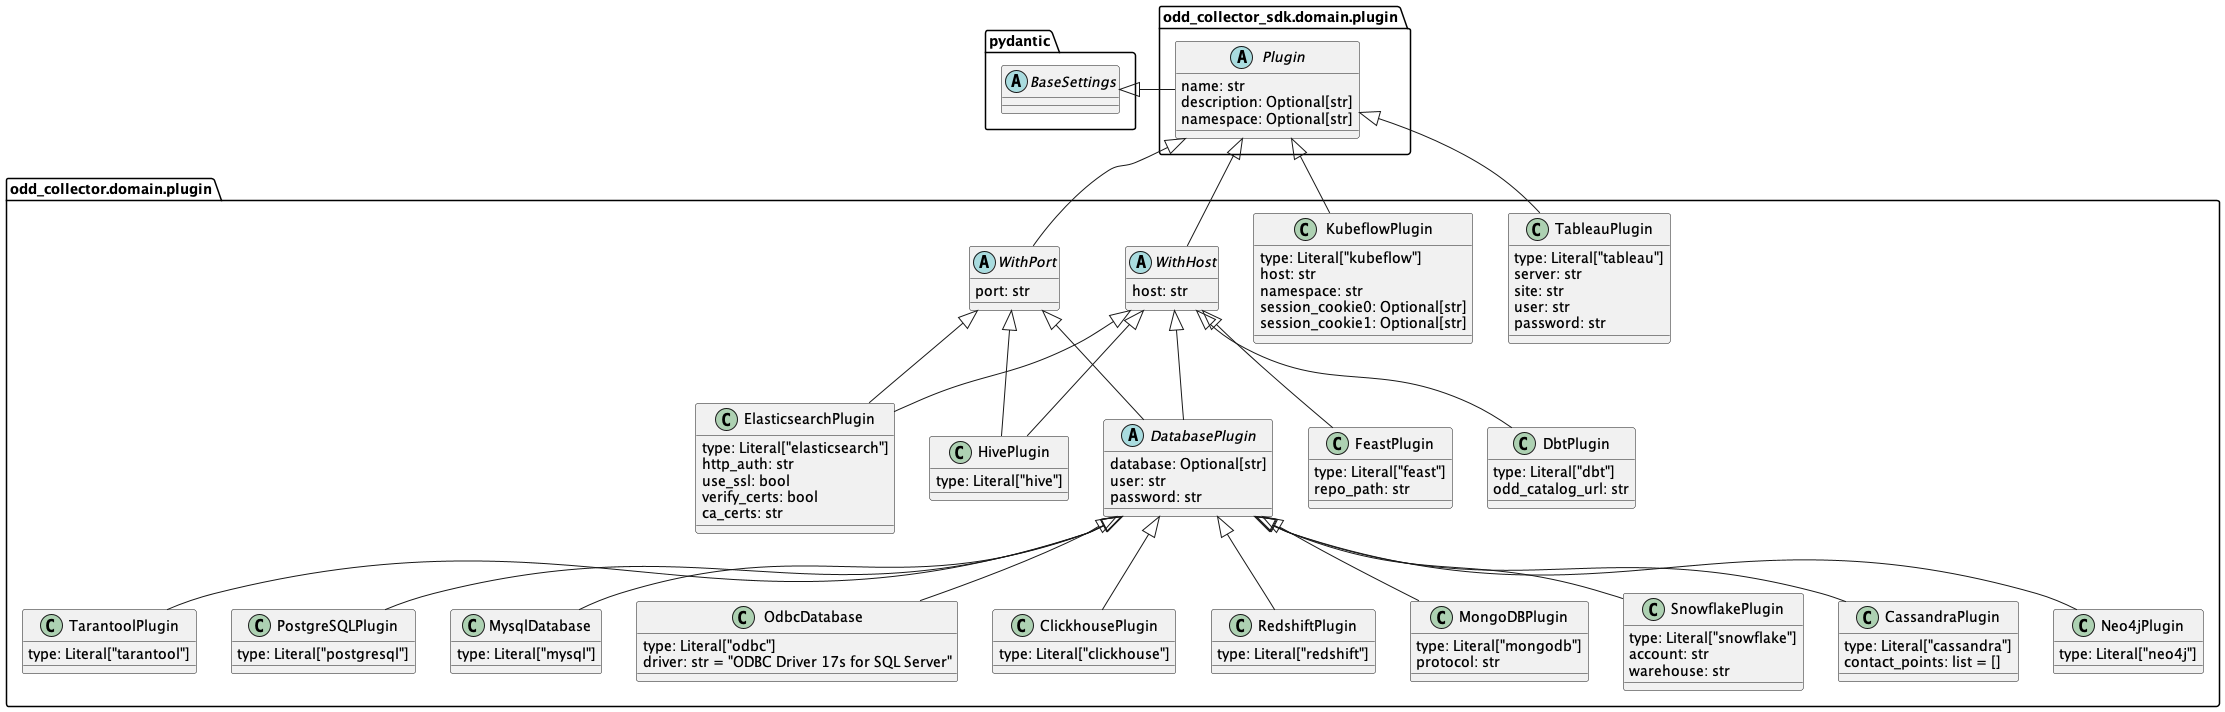 odd_collector_sdk.domain.plugin
pydantic
A Plugin
name: str
description: Optional[str]
namespace: Optional[str]
A BaseSettings
odd_collector.domain.plugin
A WithPort
port: str
A WithHost
host: str
C KubeflowPlugin
type: Literal["kubeflow"]
host: str
namespace: str
session_cookie0: Optional[str]
session_cookie1: Optional[str]
C TableauPlugin
type: Literal["tableau"]
server: str
site: str
user: str
password: str
C ElasticsearchPlugin
type: Literal["elasticsearch"]
http_auth: str
use_ssl: bool
verify_certs: bool
ca_certs: str
C HivePlugin
type: Literal["hive"]
A DatabasePlugin
database: Optional[str]
user: str
password: str
C FeastPlugin
type: Literal["feast"]
repo_path: str
C DbtPlugin
type: Literal["dbt"]
odd_catalog_url: str
C TarantoolPlugin
type: Literal["tarantool"]
C PostgreSQLPlugin
type: Literal["postgresql"]
C MysqlDatabase
type: Literal["mysql"]
C OdbcDatabase
type: Literal["odbc"]
driver: str = "ODBC Driver 17s for SQL Server"
C ClickhousePlugin
type: Literal["clickhouse"]
C RedshiftPlugin
type: Literal["redshift"]
C MongoDBPlugin
type: Literal["mongodb"]
protocol: str
C SnowflakePlugin
type: Literal["snowflake"]
account: str
warehouse: str
C CassandraPlugin
type: Literal["cassandra"]
contact_points: list = []
C Neo4jPlugin
type: Literal["neo4j"]